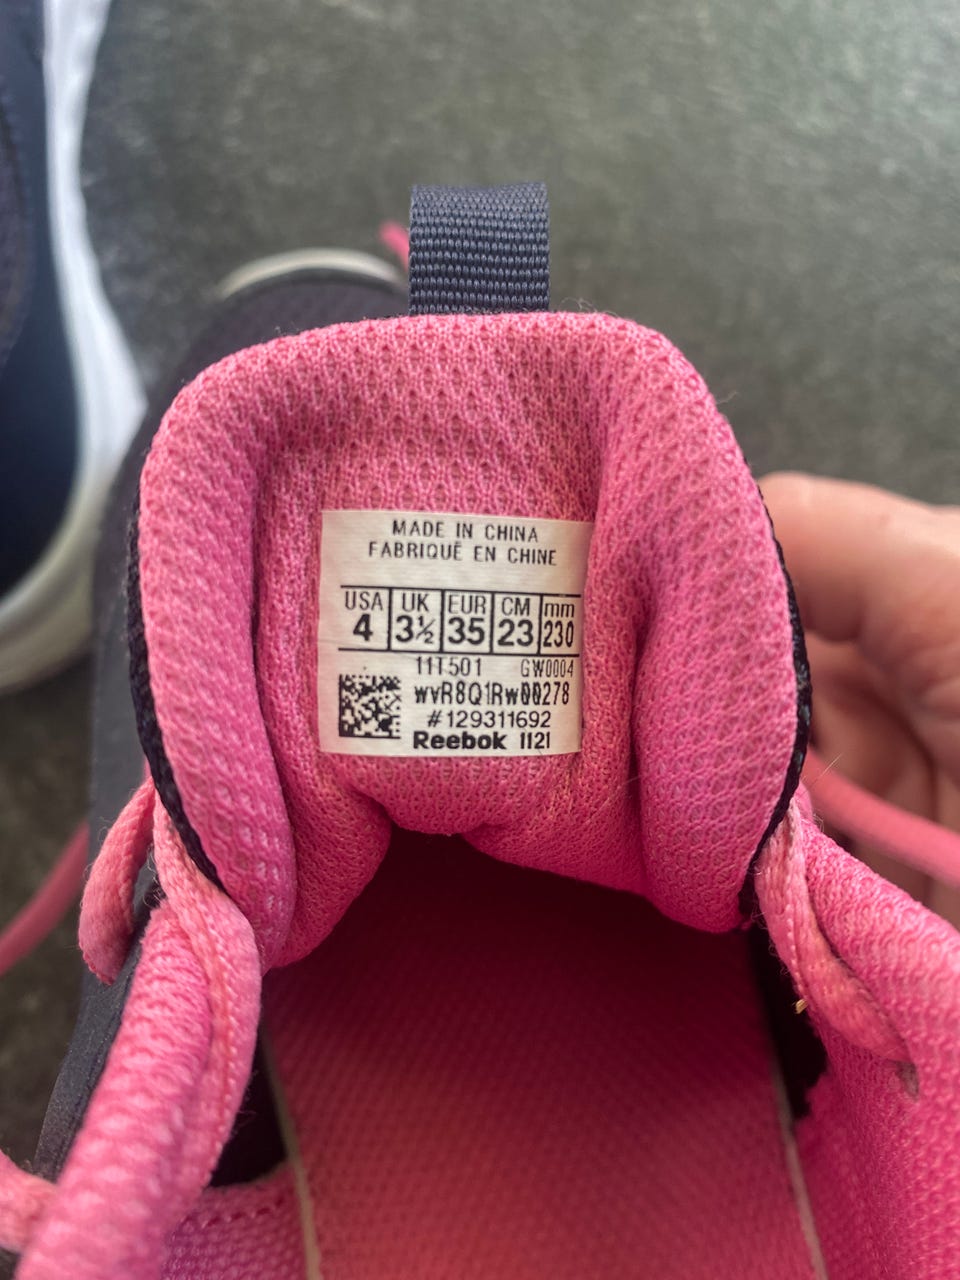 MADE IN CHINA
FABRIQUÉ EN CHINE
USA UK EUR CM mm
4 3½ 35 23 230
11T501 GW0004
wvR8Q1Rw00278
#129311692
Reebok 1121